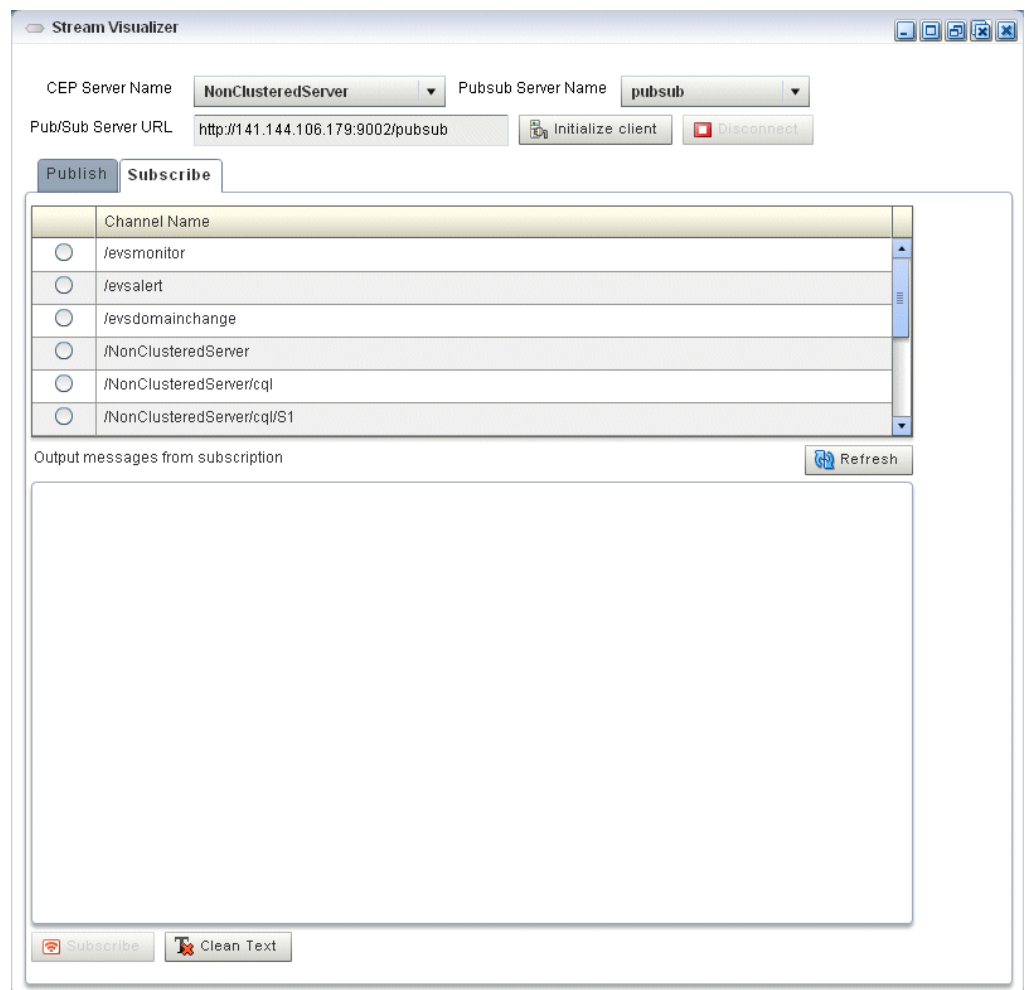 Stream Visualizer
CEP Server Name NonClusteredServer Pubsub Server Name pubsub
Pub/Sub Server URL http://141.144.106.179:9002/pubsub Initialize client Disconnect
Publish Subscribe
Channel Name
/evsmonitor
/evsalert
/evsdomainchange
/NonClusteredServer
/NonClusteredServer/cql
/NonClusteredServer/cql/S1
Output messages from subscription Refresh
Subscribe Clean Text